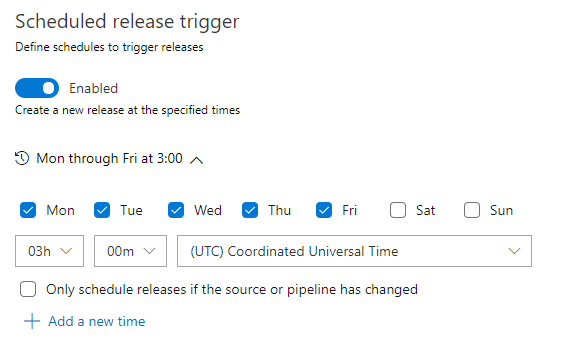 Scheduled release trigger
Define schedules to trigger releases
Enabled
Create a new release at the specified times
Mon through Fri at 3:00
Mon Tue Wed Thu Fri Sat Sun
03h 00m (UTC) Coordinated Universal Time
Only schedule releases if the source or pipeline has changed
Add a new time